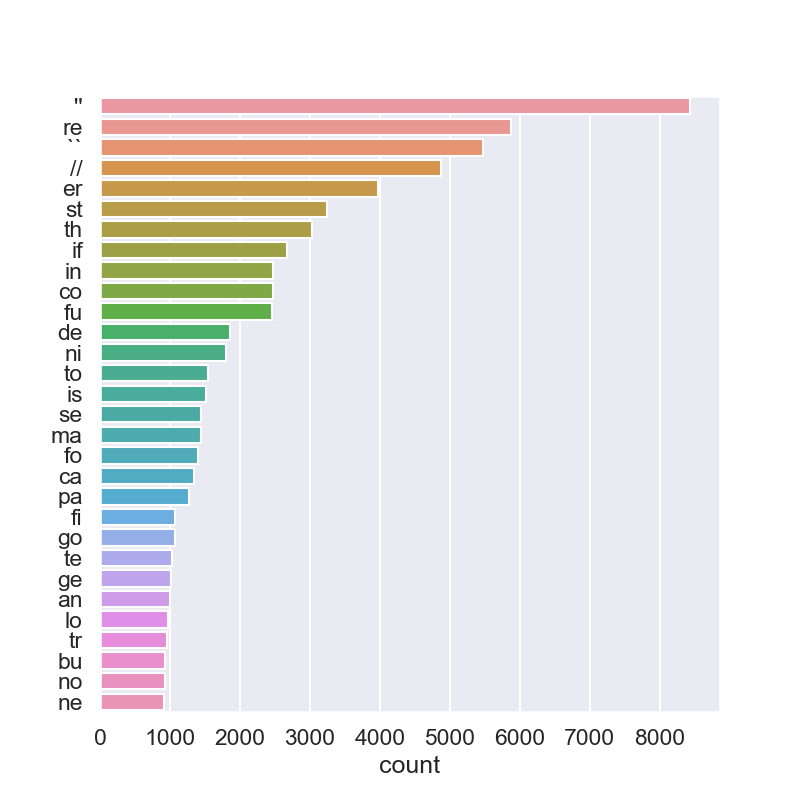 ''
re
``
//
er
st
th
if
in
co
fu
de
ni
to
is
se
ma
fo
ca
pa
fi
go
te
ge
an
lo
tr
bu
no
ne
0 1000 2000 3000 4000 5000 6000 7000 8000
count